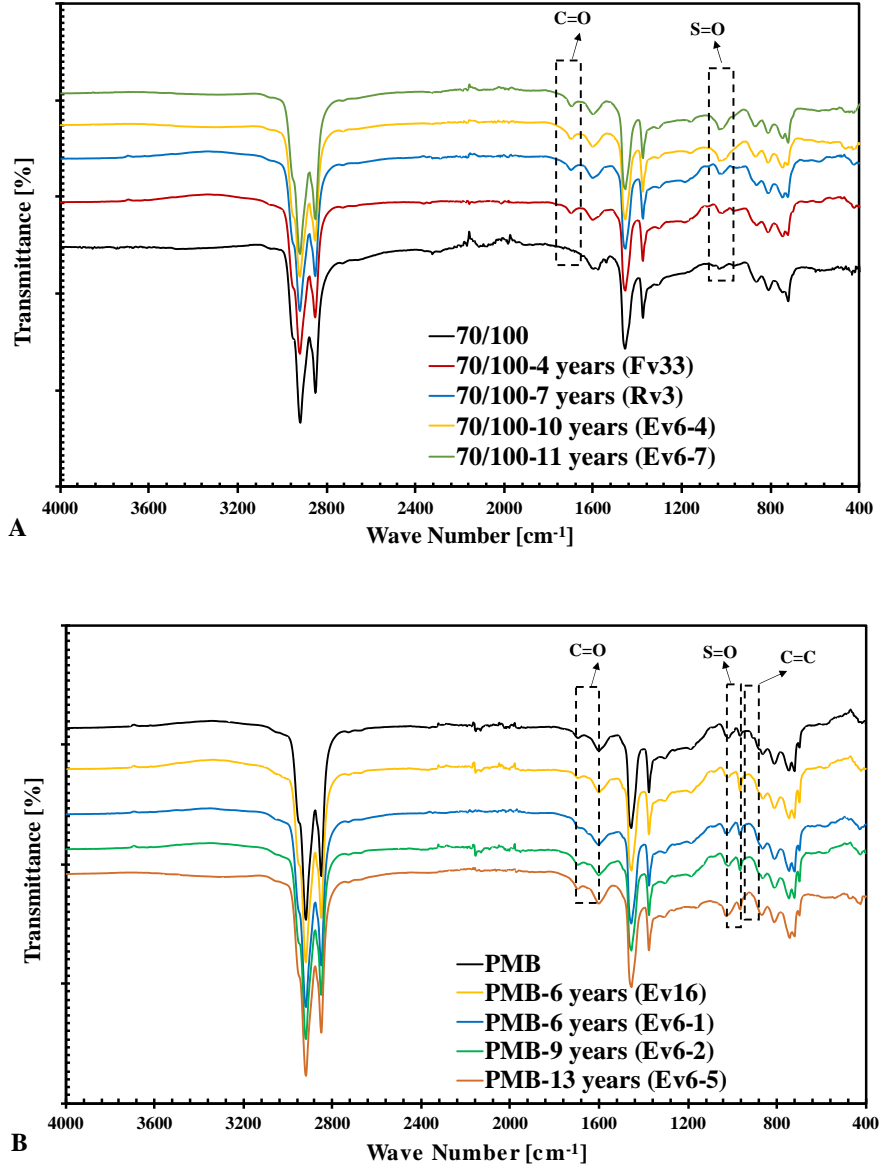 C=O
S=O
Transmittance [%]
70/100
70/100-4 years (Fv33)
70/100-7 years (Rv3)
70/100-10 years (Ev6-4)
70/100-11 years (Ev6-7)
4000 3600 3200 2800 2400 2000 1600 1200 800 400
A
Wave Number [cm-1]
C=O
S=O
C=C
Transmittance [%]
PMB
PMB-6 years (Ev16)
PMB-6 years (Ev6-1)
PMB-9 years (Ev6-2)
PMB-13 years (Ev6-5)
4000 3600 3200 2800 2400 2000 1600 1200 800 400
B
Wave Number [cm-1]